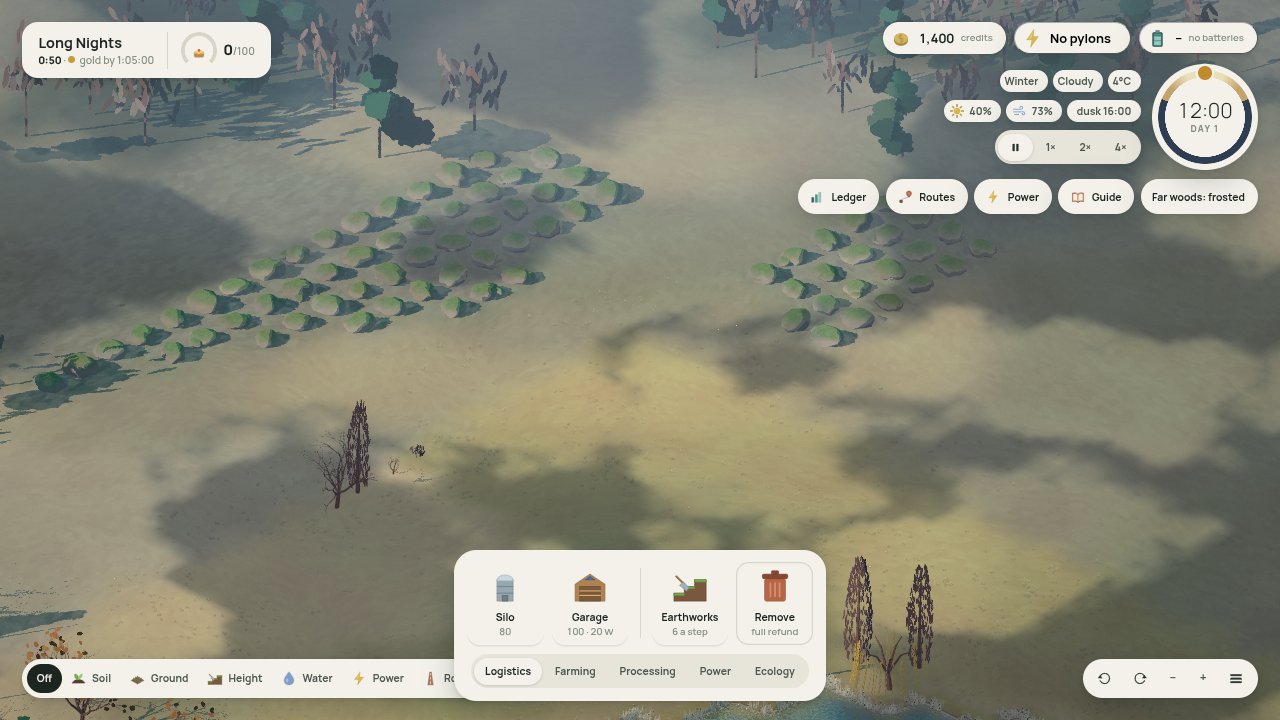 Long Nights
0:50 · gold by 1:05:00
0/100
1,400 credits
No pylons
– no batteries
Winter
Cloudy
4°C
40%
73%
dusk 16:00
1×
2×
4×
12:00
DAY 1
Ledger
Routes
Power
Guide
Far woods: frosted
Silo
80
Garage
100 · 20 W
Earthworks
6 a step
Remove
full refund
Logistics
Farming
Processing
Power
Ecology
Off
Soil
Ground
Height
Water
Power